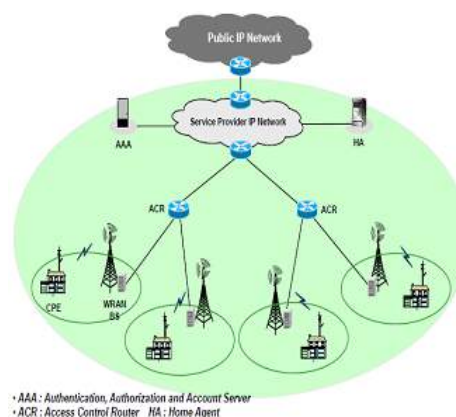 Public IP Network
Service Provider IP Network
AAA
HA
ACR
ACR
CPE
WRAN
BS
• AAA : Authentication, Authorization and Account Server
• ACR : Access Control Router HA : Home Agent